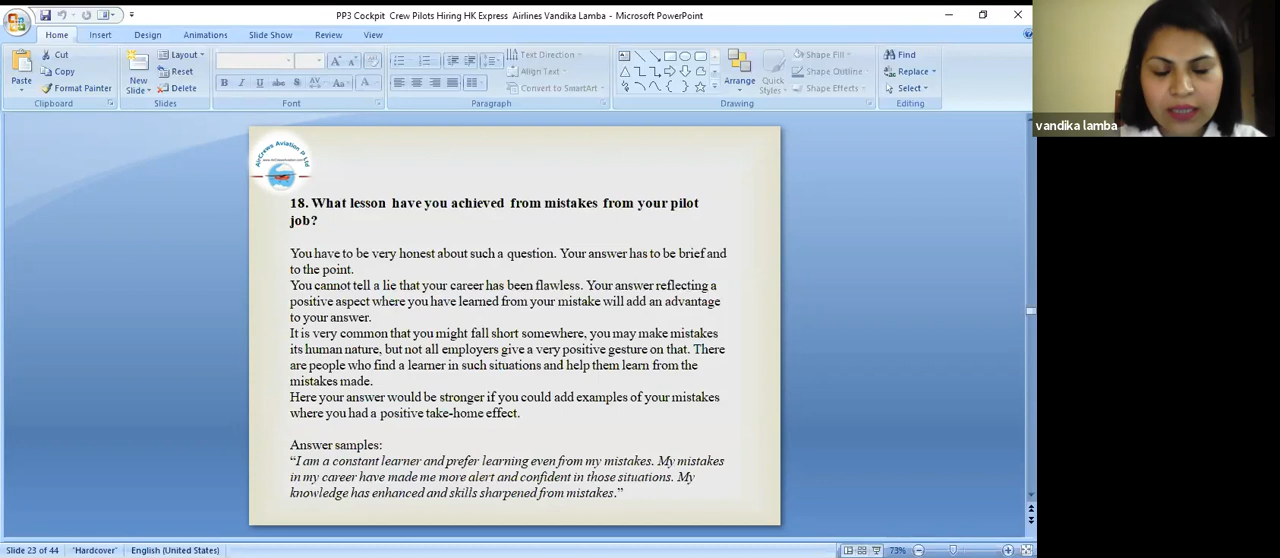 PP3 Cockpit Crew Pilots Hiring HK Express Airlines Vandika Lamba - Microsoft PowerPoint
Home Insert Design Animations Slide Show Review View
Paste
Cut
Copy
Format Painter
Clipboard
New Slide
Layout
Reset
Delete
Slides
B I U abc S AV Aa A
Font
Text Direction
Align Text
Convert to SmartArt
Paragraph
Arrange
Quick Styles
Shape Fill
Shape Outline
Shape Effects
Drawing
Find
Replace
Select
Editing
vandika lamba
AirCrews Aviation P Ltd
www.AirCrewsAviation.com
18. What lesson have you achieved from mistakes from your pilot
job?
You have to be very honest about such a question. Your answer has to be brief and
to the point.
You cannot tell a lie that your career has been flawless. Your answer reflecting a
positive aspect where you have learned from your mistake will add an advantage
to your answer.
It is very common that you might fall short somewhere, you may make mistakes
its human nature, but not all employers give a very positive gesture on that. There
are people who find a learner in such situations and help them learn from the
mistakes made.
Here your answer would be stronger if you could add examples of your mistakes
where you had a positive take-home effect.
Answer samples:
“I am a constant learner and prefer learning even from my mistakes. My mistakes
in my career have made me more alert and confident in those situations. My
knowledge has enhanced and skills sharpened from mistakes.”
Slide 23 of 44 "Hardcover" English (United States) 73%